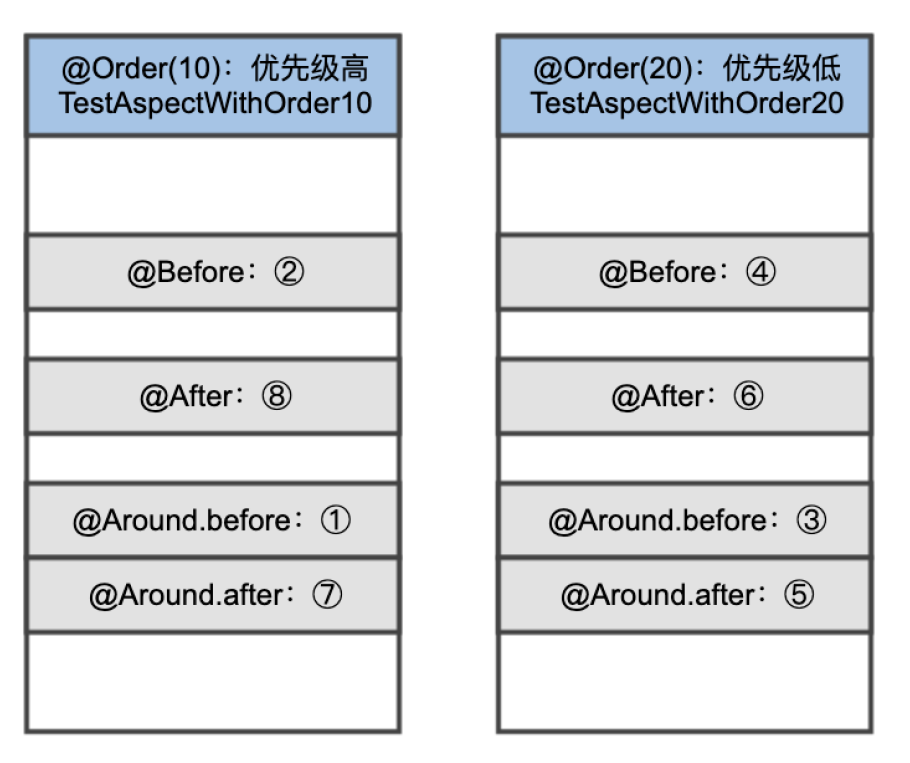 @Order(10)：优先级高
TestAspectWithOrder10
@Before：②
@After：⑧
@Around.before：①
@Around.after：⑦
@Order(20)：优先级低
TestAspectWithOrder20
@Before：④
@After：⑥
@Around.before：③
@Around.after：⑤